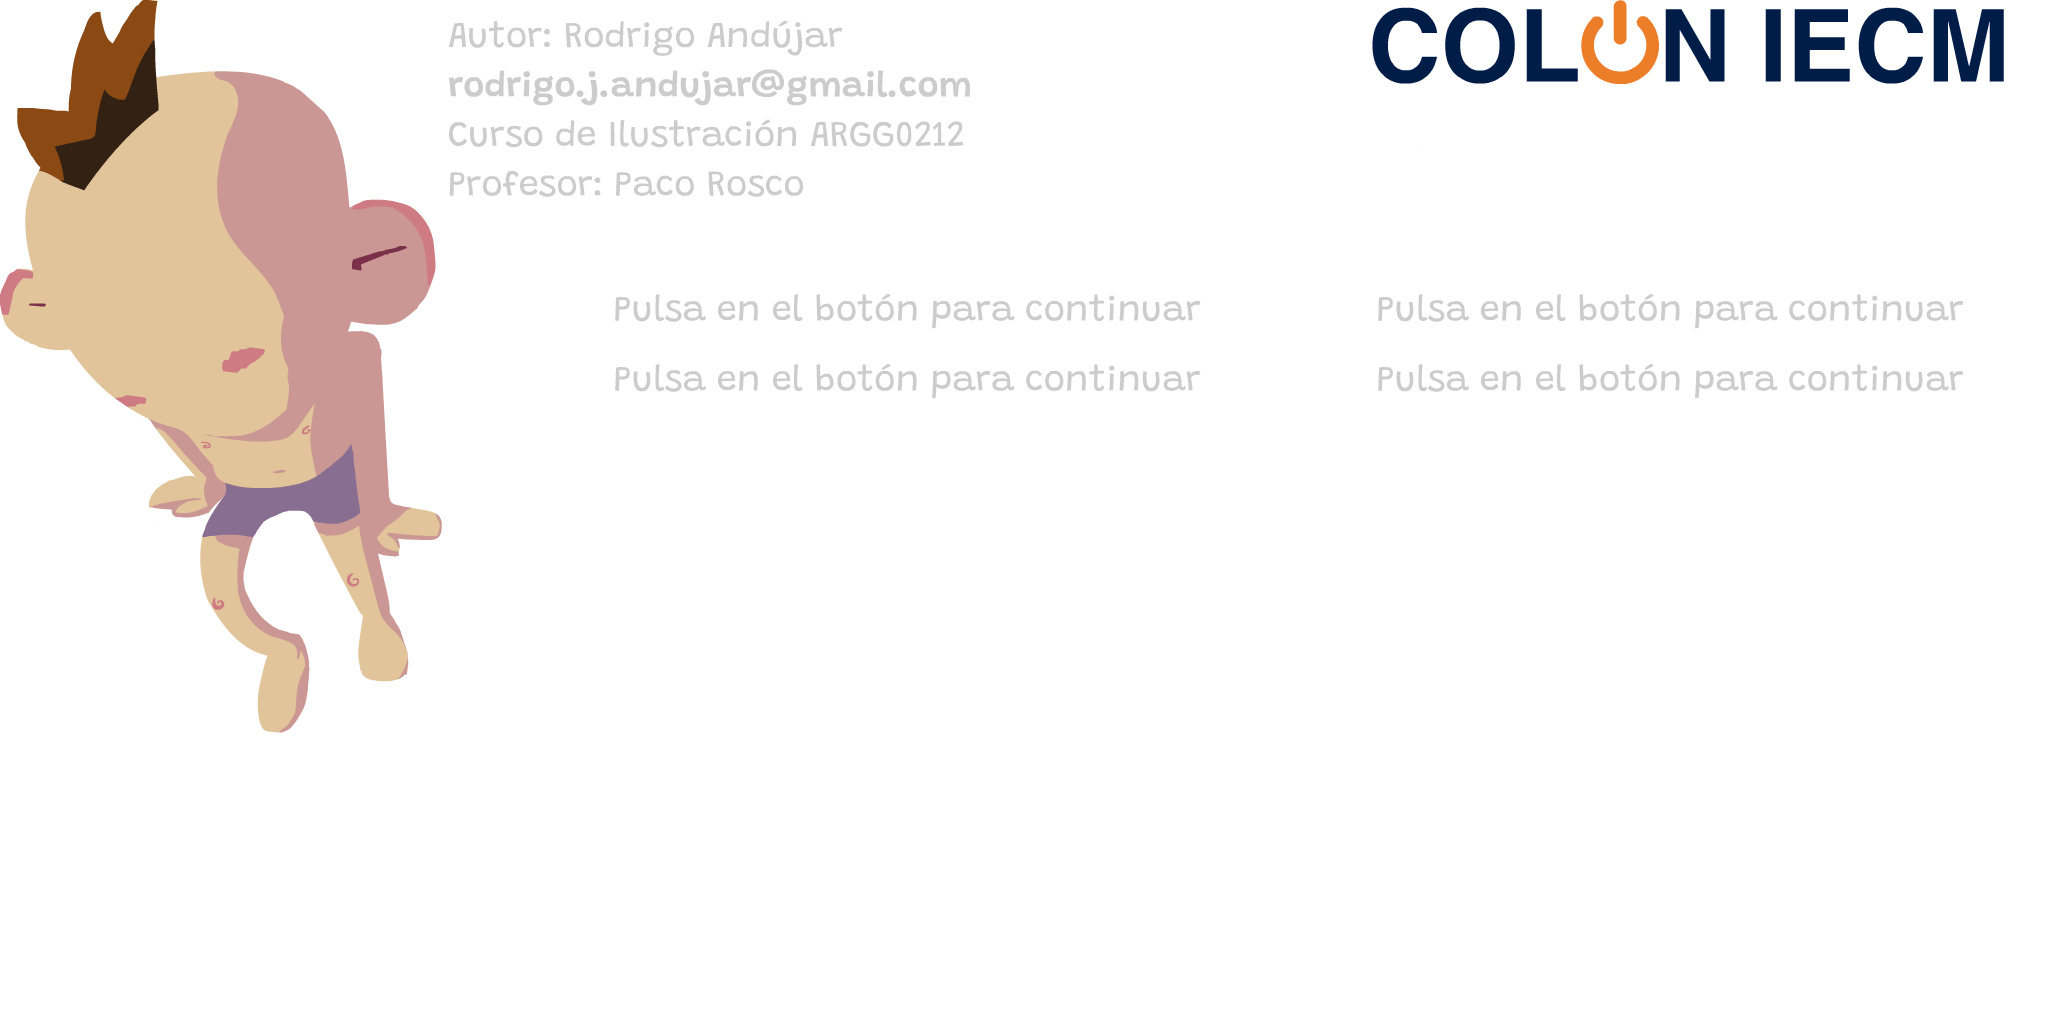 Autor: Rodrigo Andújar
rodrigo.j.andujar@gmail.com
Curso de Ilustración ARGG0212
Profesor: Paco Rosco
COLON IECM
Pulsa en el botón para continuar
Pulsa en el botón para continuar
Pulsa en el botón para continuar
Pulsa en el botón para continuar